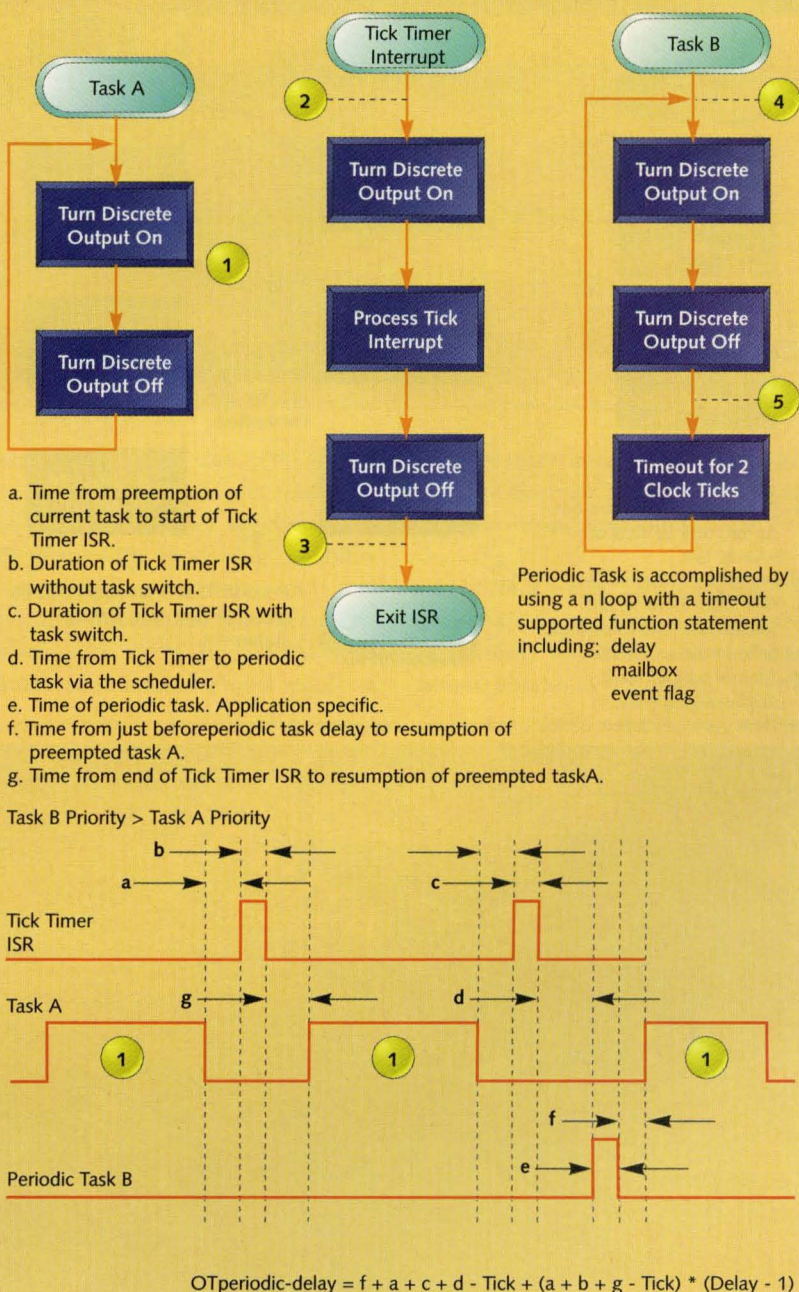 Task A
Turn Discrete
Output On
1
Turn Discrete
Output Off
Tick Timer
Interrupt
2
Turn Discrete
Output On
Process Tick
Interrupt
Turn Discrete
Output Off
3
Exit ISR
Task B
4
Turn Discrete
Output On
Turn Discrete
Output Off
5
Timeout for 2
Clock Ticks
Periodic Task is accomplished by
using a n loop with a timeout
supported function statement
including: delay
mailbox
event flag
a. Time from preemption of
current task to start of Tick
Timer ISR.
b. Duration of Tick Timer ISR
without task switch.
c. Duration of Tick Timer ISR with
task switch.
d. Time from Tick Timer to periodic
task via the scheduler.
e. Time of periodic task. Application specific.
f. Time from just beforeperiodic task delay to resumption of
preempted task A.
g. Time from end of Tick Timer ISR to resumption of preempted taskA.
Task B Priority > Task A Priority
b
a
c
Tick Timer
ISR
g
d
Task A
1
1
1
f
e
Periodic Task B
OTperiodic-delay = f + a + c + d - Tick + (a + b + g - Tick) * (Delay - 1)